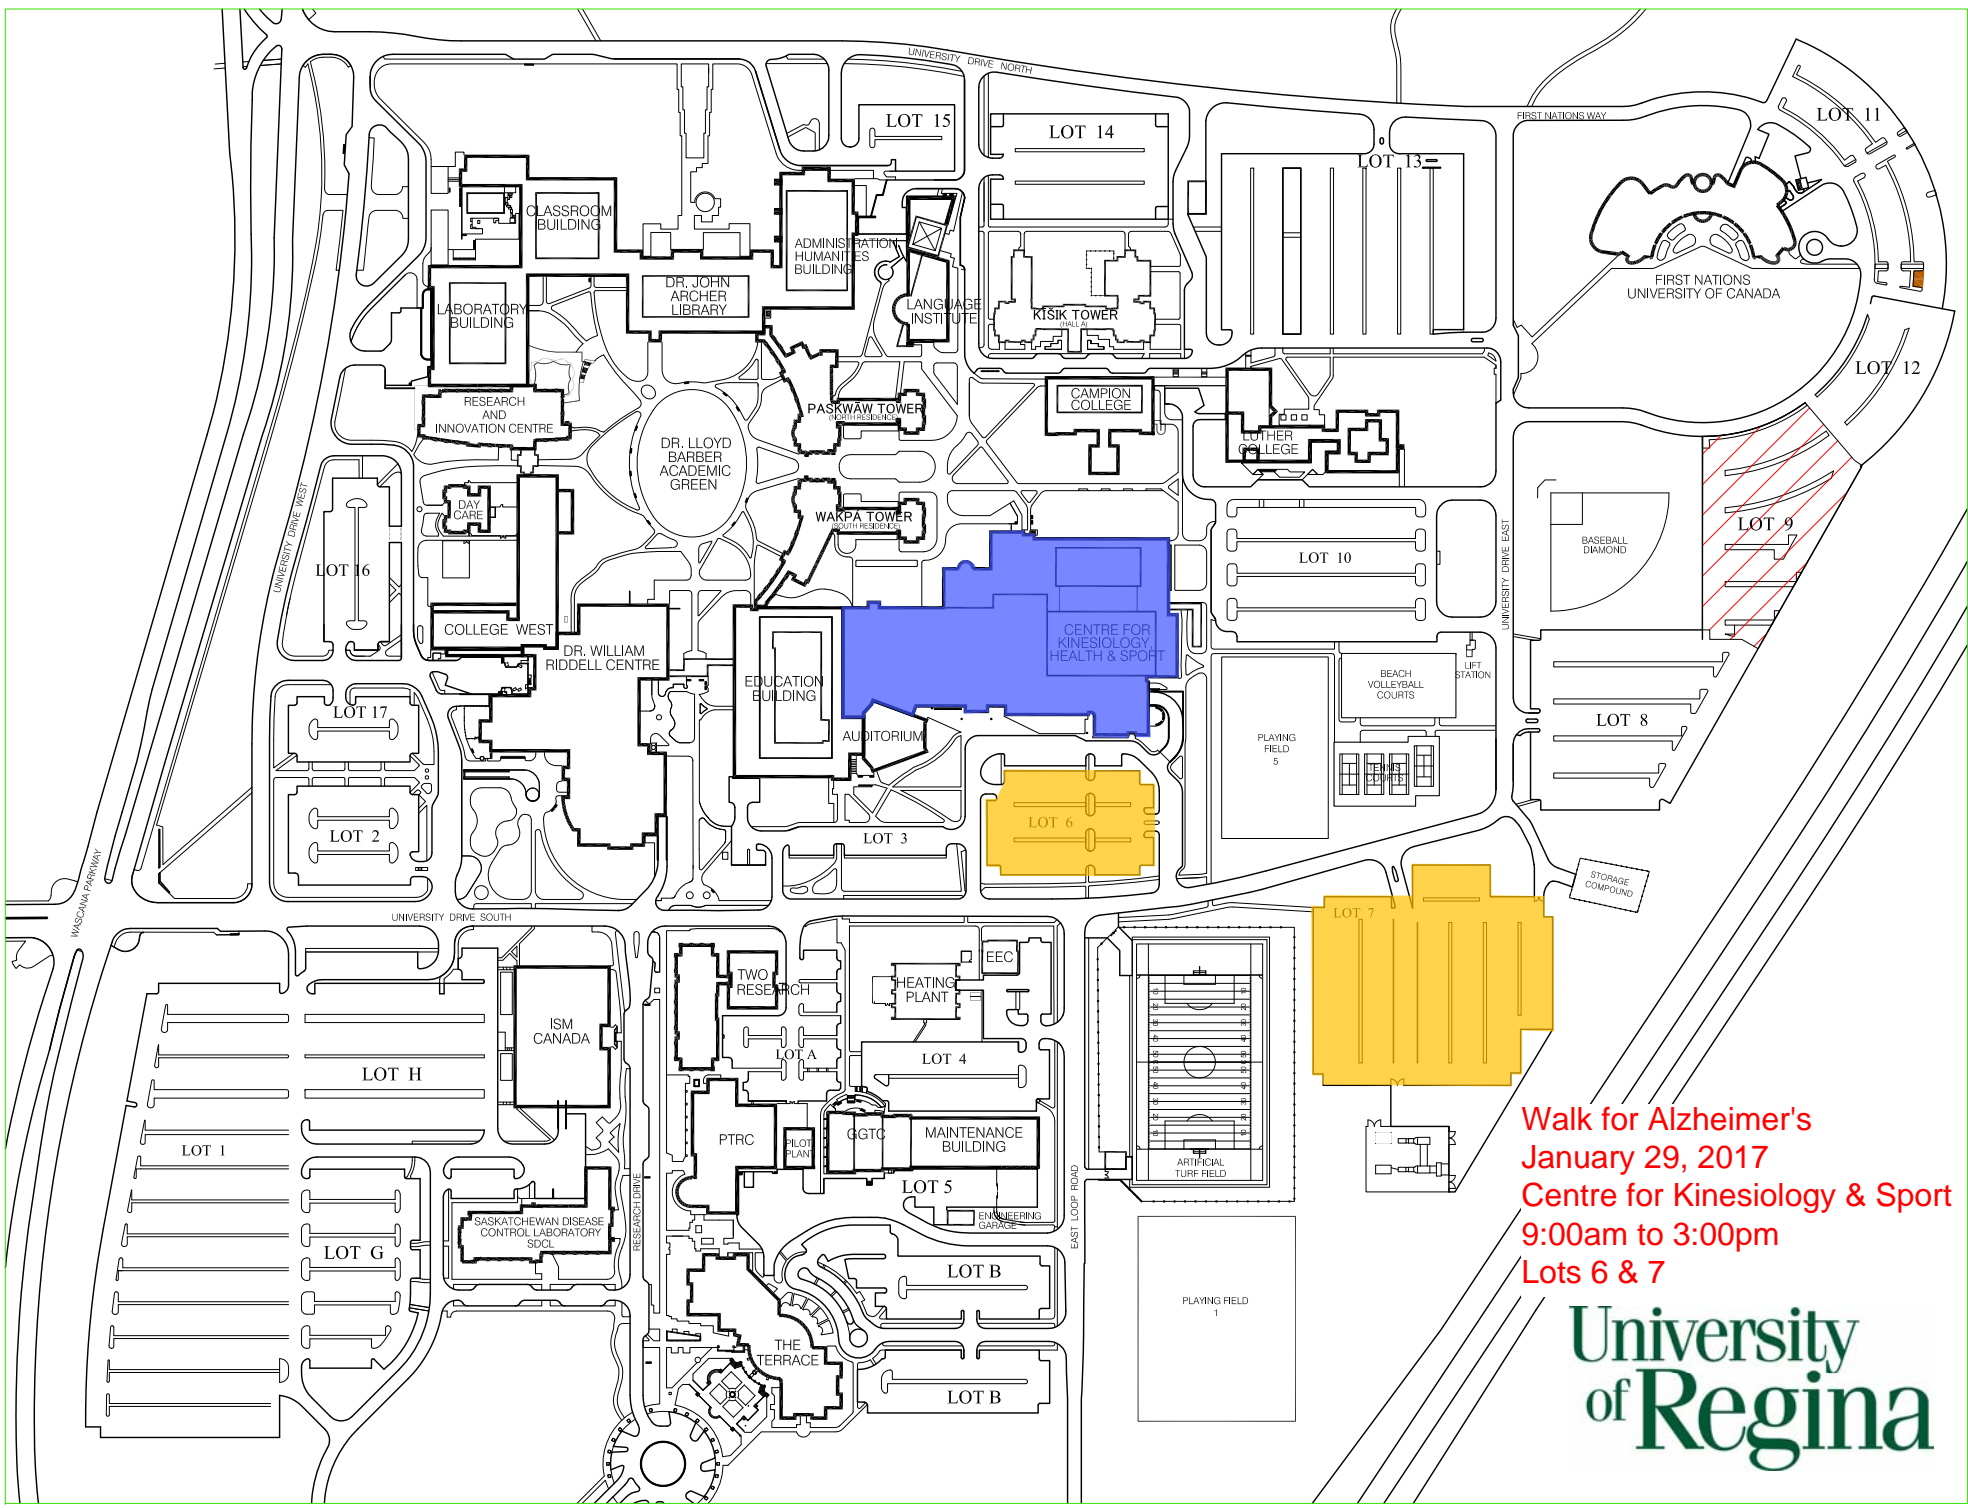 UNIVERSITY DRIVE NORTH
FIRST NATIONS WAY
LOT 11
LOT 15
LOT 14
LOT 13
CLASSROOM
BUILDING
ADMINISTRATION
HUMANITIES
BUILDING
DR. JOHN
ARCHER
LIBRARY
LABORATORY
BUILDING
LANGUAGE
INSTITUTE
KĪŠIK TOWER
(HALL A)
FIRST NATIONS
UNIVERSITY OF CANADA
LOT 12
RESEARCH
AND
INNOVATION CENTRE
PASKWĀW TOWER
(NORTH RESIDENCE)
CAMPION
COLLEGE
LUTHER
COLLEGE
DR. LLOYD
BARBER
ACADEMIC
GREEN
DAY
CARE
WAKPÁ TOWER
(SOUTH RESIDENCE)
UNIVERSITY DRIVE WEST
LOT 16
LOT 10
UNIVERSITY DRIVE EAST
BASEBALL
DIAMOND
LOT 9
COLLEGE WEST
DR. WILLIAM
RIDDELL CENTRE
CENTRE FOR
KINESIOLOGY,
HEALTH & SPORT
EDUCATION
BUILDING
AUDITORIUM
BEACH
VOLLEYBALL
COURTS
LIFT
STATION
LOT 17
LOT 8
PLAYING
FIELD
5
TENNIS
COURTS
LOT 2
LOT 3
LOT 6
STORAGE
COMPOUND
WASCANA PARKWAY
UNIVERSITY DRIVE SOUTH
LOT 7
TWO
RESEARCH
HEATING
PLANT
EEC
ISM
CANADA
LOT A
LOT 4
LOT H
LOT 1
PTRC
PILOT
PLANT
GGTC
MAINTENANCE
BUILDING
ARTIFICIAL
TURF FIELD
LOT 5
ENGINEERING
GARAGE
EAST LOOP ROAD
RESEARCH DRIVE
SASKATCHEWAN DISEASE
CONTROL LABORATORY
SDCL
LOT G
LOT B
THE
TERRACE
LOT B
PLAYING FIELD
1
Walk for Alzheimer's
January 29, 2017
Centre for Kinesiology & Sport
9:00am to 3:00pm
Lots 6 & 7
University
of Regina